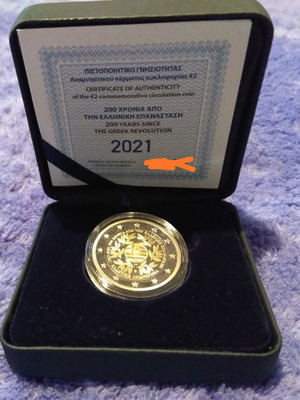 ΠΙΣΤΟΠΟΙΗΤΙΚΟ ΓΝΗΣΙΟΤΗΤΑΣ
Αναμνηστικού κέρματος κυκλοφορίας €2
CERTIFICATE OF AUTHENTICITY
of the €2 commemorative circulation coin
200 ΧΡΟΝΙΑ ΑΠΟ
ΤΗΝ ΕΛΛΗΝΙΚΗ ΕΠΑΝΑΣΤΑΣΗ
200 YEARS SINCE
THE GREEK REVOLUTION
2021